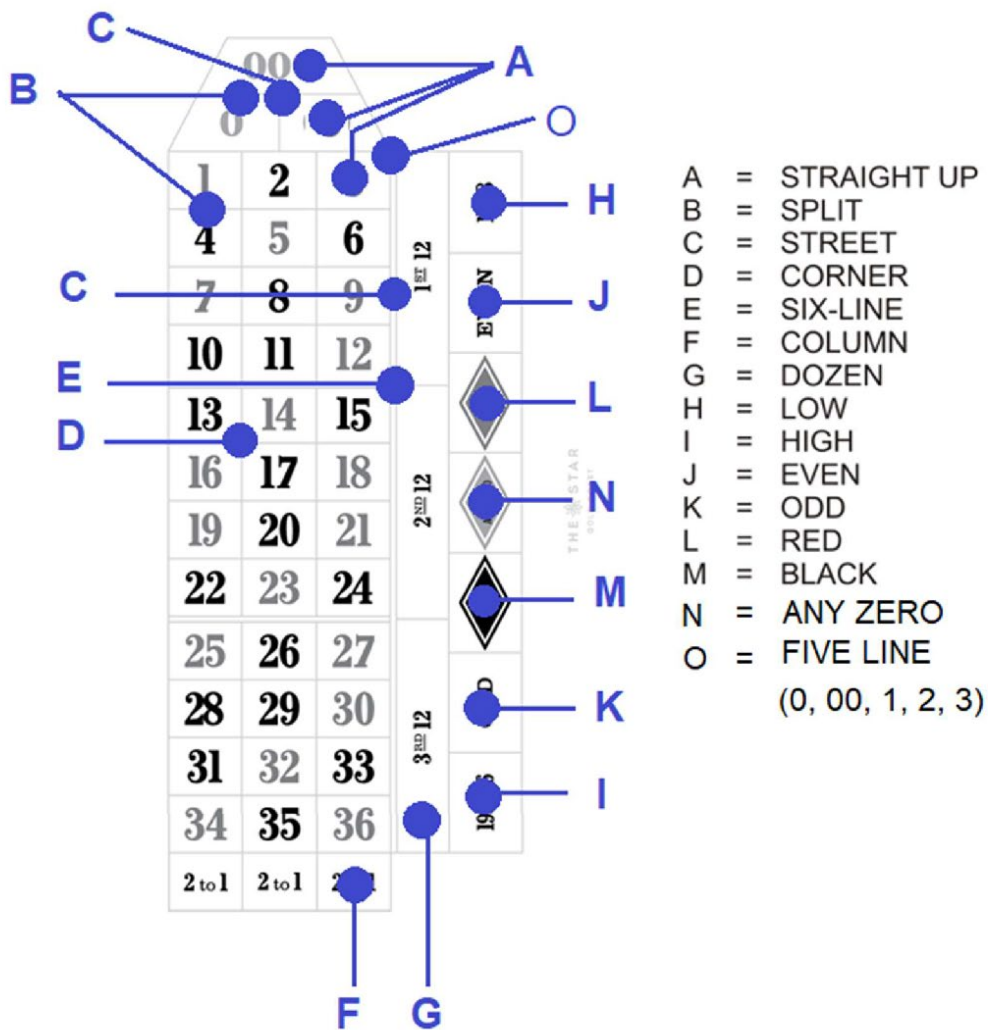 C
A
B
00
0
O
1 2
4 5 6
7 8 9
10 11 12
13 14 15
16 17 18
19 20 21
22 23 24
25 26 27
28 29 30
31 32 33
34 35 36
2 to 1 2 to 1
1ST 12
2ND 12
3RD 12
C
E
D
H
J
L
N
M
K
I
F
G
THE STAR
A = STRAIGHT UP
B = SPLIT
C = STREET
D = CORNER
E = SIX-LINE
F = COLUMN
G = DOZEN
H = LOW
I = HIGH
J = EVEN
K = ODD
L = RED
M = BLACK
N = ANY ZERO
O = FIVE LINE
(0, 00, 1, 2, 3)